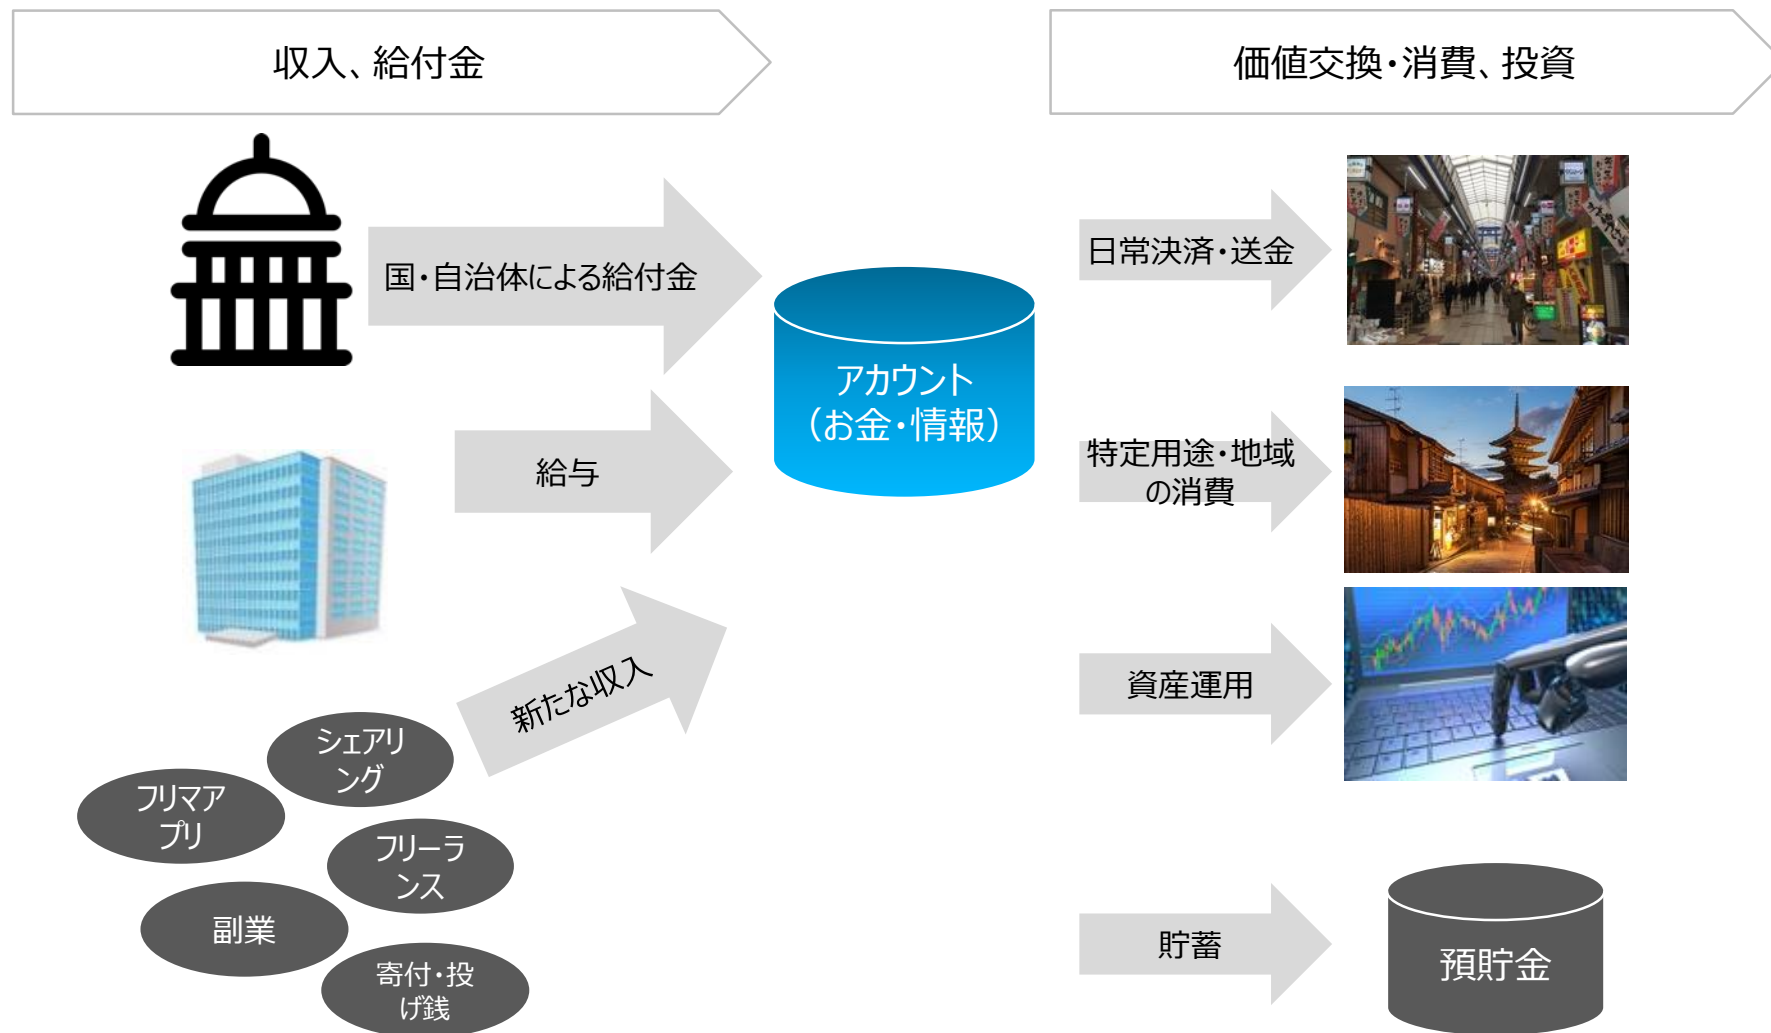 収入、給付金
価値交換・消費、投資
国・自治体による給付金
給与
新たな収入
シェアリ
ング
フリマア
プリ
フリーラ
ンス
副業
寄付・投
げ銭
アカウント
（お金・情報）
日常決済・送金
特定用途・地域
の消費
資産運用
貯蓄
預貯金